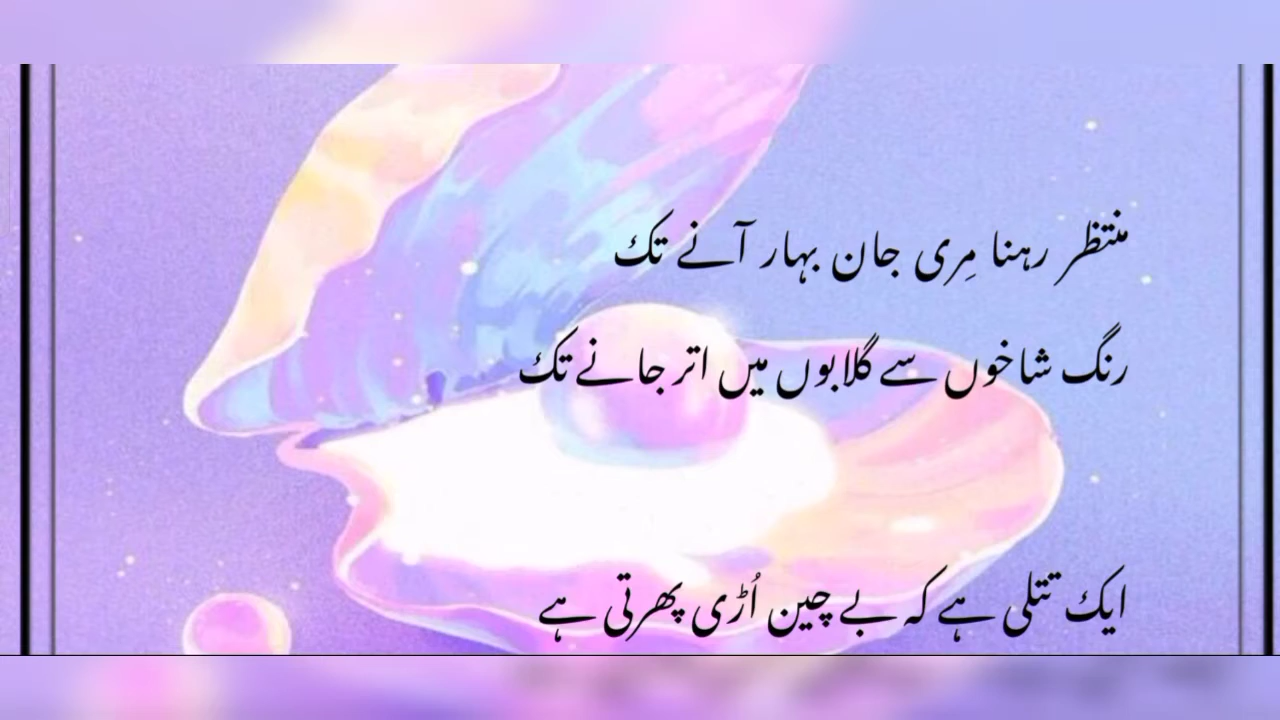 منتظر رہنا مِری جان بہار آنے تک
رنگ شاخوں سے گلابوں میں اتر جانے تک
ایک تتلی ہے کہ بے چین اُڑی پھرتی ہے